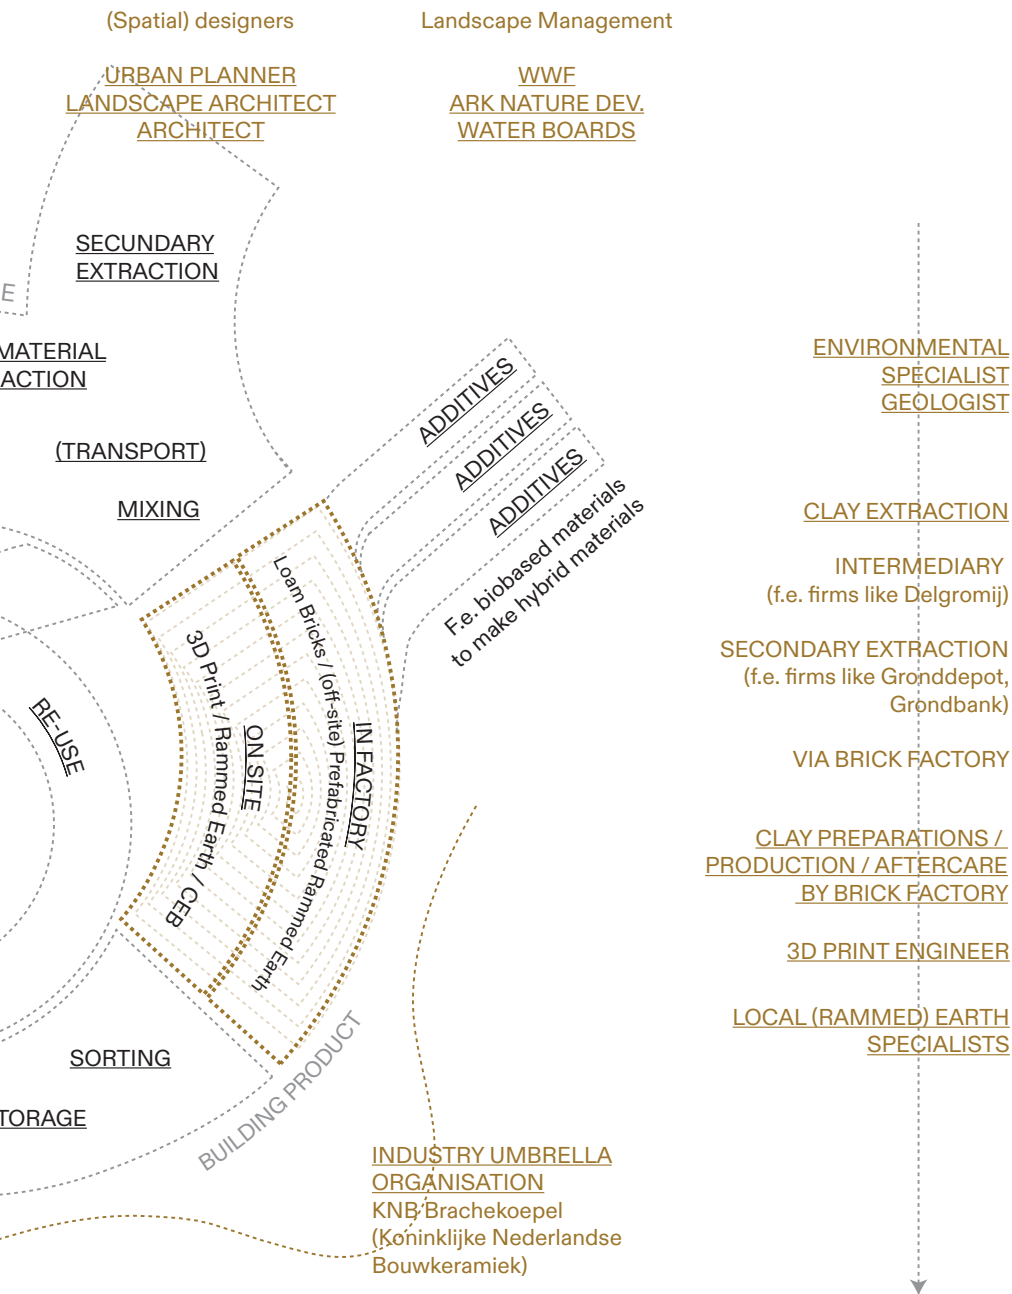 (Spatial) designers
URBAN PLANNER
LANDSCAPE ARCHITECT
ARCHITECT
Landscape Management
WWF
ARK NATURE DEV.
WATER BOARDS
SECUNDARY
EXTRACTION
E
MATERIAL
ACTION
(TRANSPORT)
MIXING
ADDITIVES
ADDITIVES
ADDITIVES
F.e. biobased materials
to make hybrid materials
Loam Bricks / (off-site) Prefabricated Rammed Earth
IN FACTORY
3D Print / Rammed Earth / CEB
ON SITE
RE-USE
SORTING
TORAGE
BUILDING PRODUCT
ENVIRONMENTAL
SPECIALIST
GEOLOGIST
CLAY EXTRACTION
INTERMEDIARY
(f.e. firms like Delgromij)
SECONDARY EXTRACTION
(f.e. firms like Gronddepot,
Grondbank)
VIA BRICK FACTORY
CLAY PREPARATIONS /
PRODUCTION / AFTERCARE
BY BRICK FACTORY
3D PRINT ENGINEER
LOCAL (RAMMED) EARTH
SPECIALISTS
INDUSTRY UMBRELLA
ORGANISATION
KNB Brachekoepel
(Koninklijke Nederlandse
Bouwkeramiek)